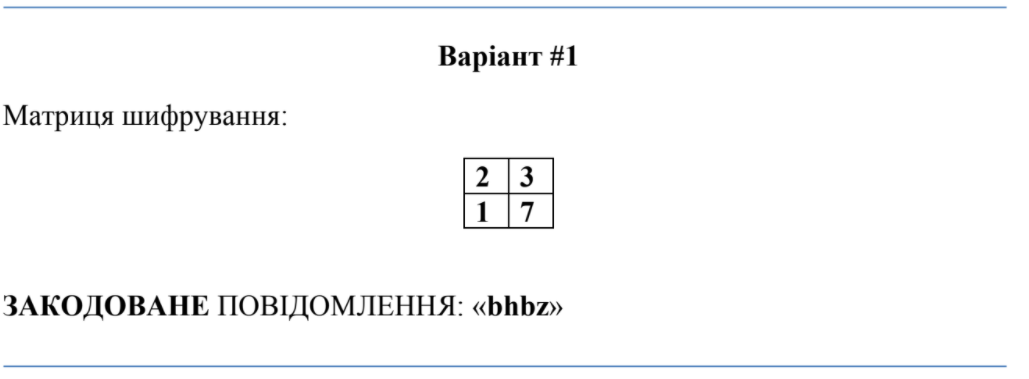 Варіант #1
Матриця шифрування:
2 3
1 7
ЗАКОДОВАНЕ ПОВІДОМЛЕННЯ: «bhbz»